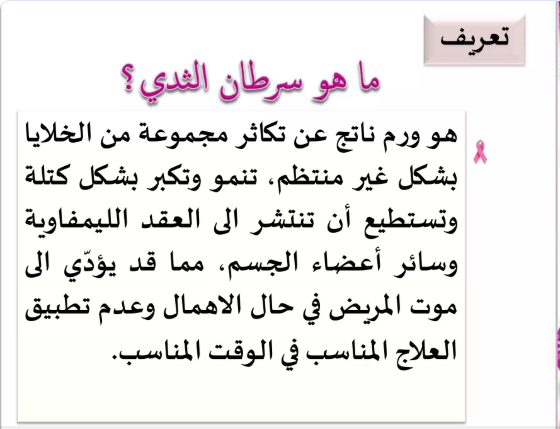 تعريف
ما هو سرطان الثدي؟
هو ورم ناتج عن تكاثر مجموعة من الخلايا
بشكل غير منتظم، تنمو وتكبر بشكل كتلة
وتستطيع أن تنتشر الى العقد الليمفاوية
وسائر أعضاء الجسم، مما قد يؤدّي الى
موت المريض في حال الاهمال وعدم تطبيق
العلاج المناسب في الوقت المناسب.